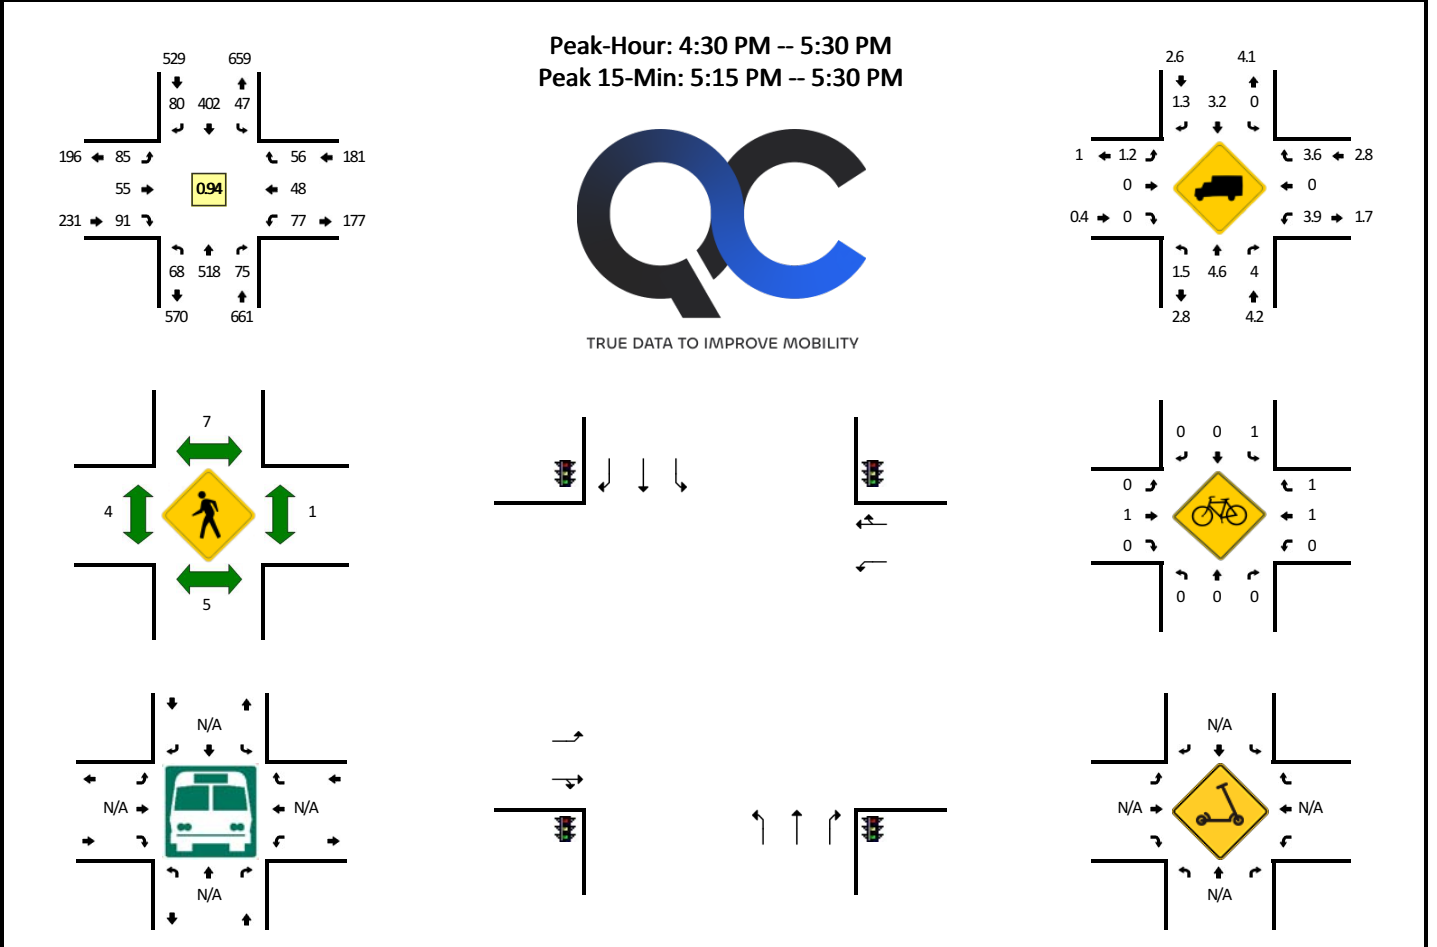 Peak-Hour: 4:30 PM -- 5:30 PM
Peak 15-Min: 5:15 PM -- 5:30 PM
529 659
80 402 47
196 85 56 181
55 0.94 48
231 91 77 177
68 518 75
570 661
QC
TRUE DATA TO IMPROVE MOBILITY
2.6 4.1
1.3 3.2 0
1 1.2 3.6 2.8
0 0
0.4 0 3.9 1.7
1.5 4.6 4
2.8 4.2
7
4 1
5
0 0 1
0 1
1 1
0 0
0 0 0
N/A
N/A N/A
N/A
N/A
N/A N/A
N/A